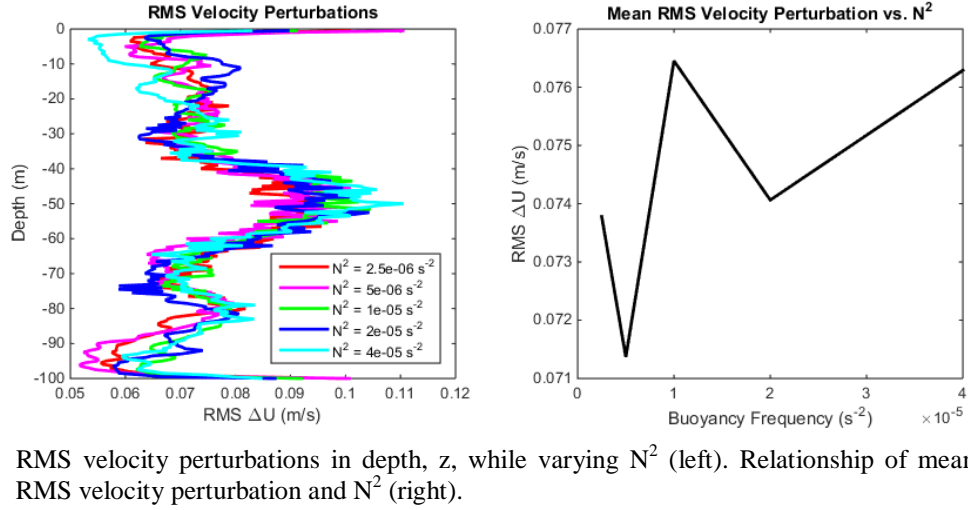 RMS Velocity Perturbations
0
-10
-20
-30
-40
-50
-60
-70
-80
-90
-100
Depth (m)
0.05 0.06 0.07 0.08 0.09 0.1 0.11 0.12
RMS ΔU (m/s)
N² = 2.5e-06 s⁻²
N² = 5e-06 s⁻²
N² = 1e-05 s⁻²
N² = 2e-05 s⁻²
N² = 4e-05 s⁻²
Mean RMS Velocity Perturbation vs. N²
0.077
0.076
0.075
0.074
0.073
0.072
0.071
RMS ΔU (m/s)
0 1 2 3 4
Buoyancy Frequency (s⁻²)
× 10⁻⁵
RMS velocity perturbations in depth, z, while varying N² (left). Relationship of mean
RMS velocity perturbation and N² (right).